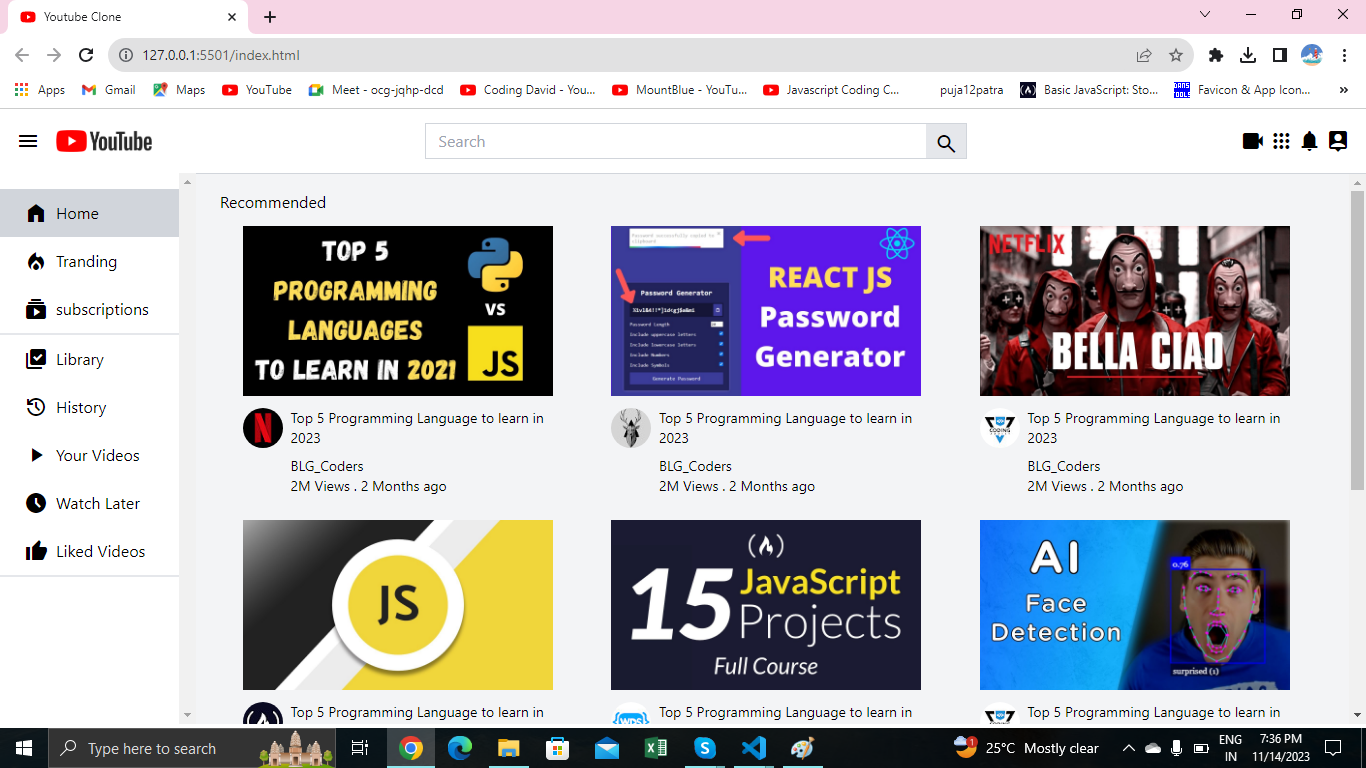 Youtube Clone
127.0.0.1:5501/index.html
Apps
Gmail
Maps
YouTube
Meet - ocg-jqhp-dcd
Coding David - You...
MountBlue - YouTu...
Javascript Coding C...
puja12patra
Basic JavaScript: Sto...
Favicon & App Icon...
»
YouTube
Search
Home
Tranding
subscriptions
Library
History
Your Videos
Watch Later
Liked Videos
Recommended
TOP 5
PROGRAMMING
LANGUAGES
TO LEARN IN 2021
VS
JS
Password successfully copied to
clipboard
Password Generator
Password Length
Include uppercase letters
Include lowercase letters
Include Numbers
Include Symbols
Generate Password
REACT JS
Password
Generator
NETFLIX
BELLA CIAO
N
Top 5 Programming Language to learn in
2023
BLG_Coders
2M Views . 2 Months ago
Top 5 Programming Language to learn in
2023
BLG_Coders
2M Views . 2 Months ago
CODING
Top 5 Programming Language to learn in
2023
BLG_Coders
2M Views . 2 Months ago
JS
15 JavaScript
Projects
Full Course
AI
Face
Detection
0.76
surprised (1)
Top 5 Programming Language to learn in
WDS
Top 5 Programming Language to learn in
Top 5 Programming Language to learn in
Type here to search
1
25°C Mostly clear
ENG
IN
7:36 PM
11/14/2023